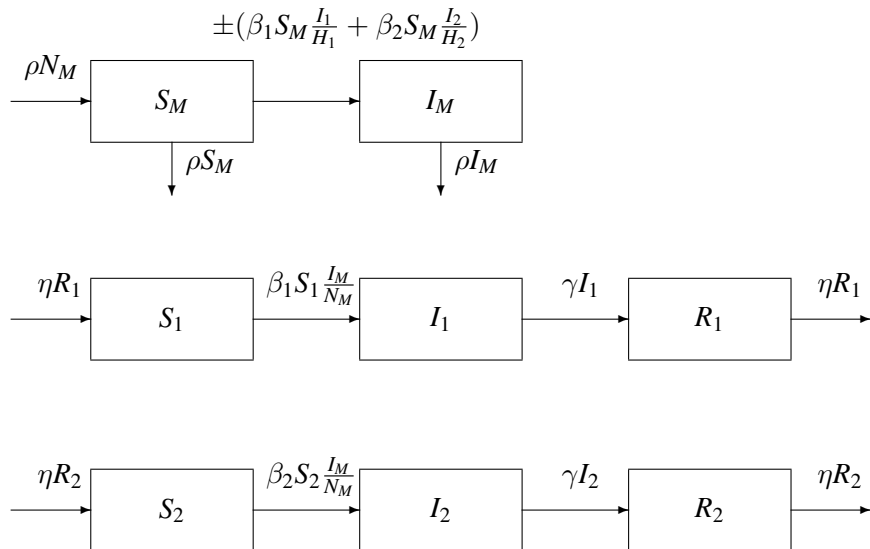 ±(β₁S_M I₁/H₁ + β₂S_M I₂/H₂)
ρN_M S_M I_M
ρS_M ρI_M
ηR₁ S₁ β₁S₁ I_M/N_M I₁ γI₁ R₁ ηR₁
ηR₂ S₂ β₂S₂ I_M/N_M I₂ γI₂ R₂ ηR₂